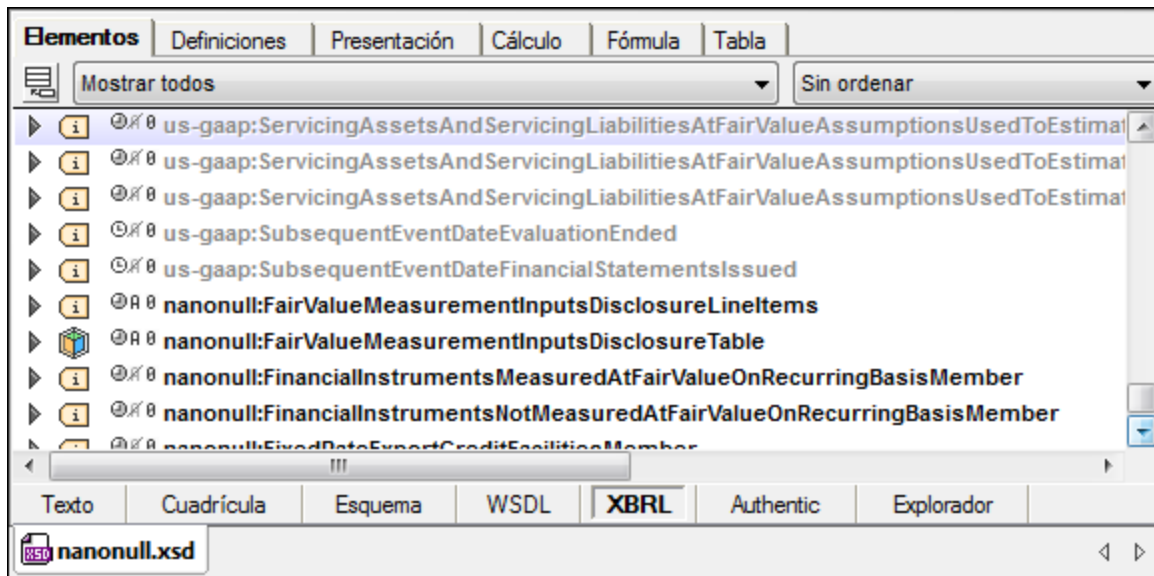 Elementos Definiciones Presentación Cálculo Fórmula Tabla
Mostrar todos Sin ordenar
us-gaap:ServicingAssetsAndServicingLiabilitiesAtFairValueAssumptionsUsedToEstimat
us-gaap:ServicingAssetsAndServicingLiabilitiesAtFairValueAssumptionsUsedToEstimat
us-gaap:ServicingAssetsAndServicingLiabilitiesAtFairValueAssumptionsUsedToEstimat
us-gaap:SubsequentEventDateEvaluationEnded
us-gaap:SubsequentEventDateFinancialStatementsIssued
nanonull:FairValueMeasurementInputsDisclosureLineItems
nanonull:FairValueMeasurementInputsDisclosureTable
nanonull:FinancialInstrumentsMeasuredAtFairValueOnRecurringBasisMember
nanonull:FinancialInstrumentsNotMeasuredAtFairValueOnRecurringBasisMember
nanonull:FixedRateExportCreditFacilitiesMember
Texto Cuadrícula Esquema WSDL XBRL Authentic Explorador
nanonull.xsd